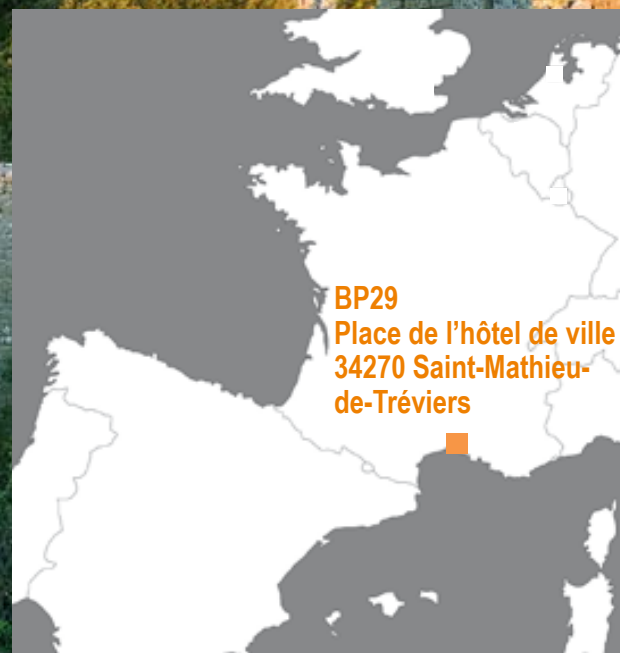 BP29
Place de l’hôtel de ville
34270 Saint-Mathieu-
de-Tréviers